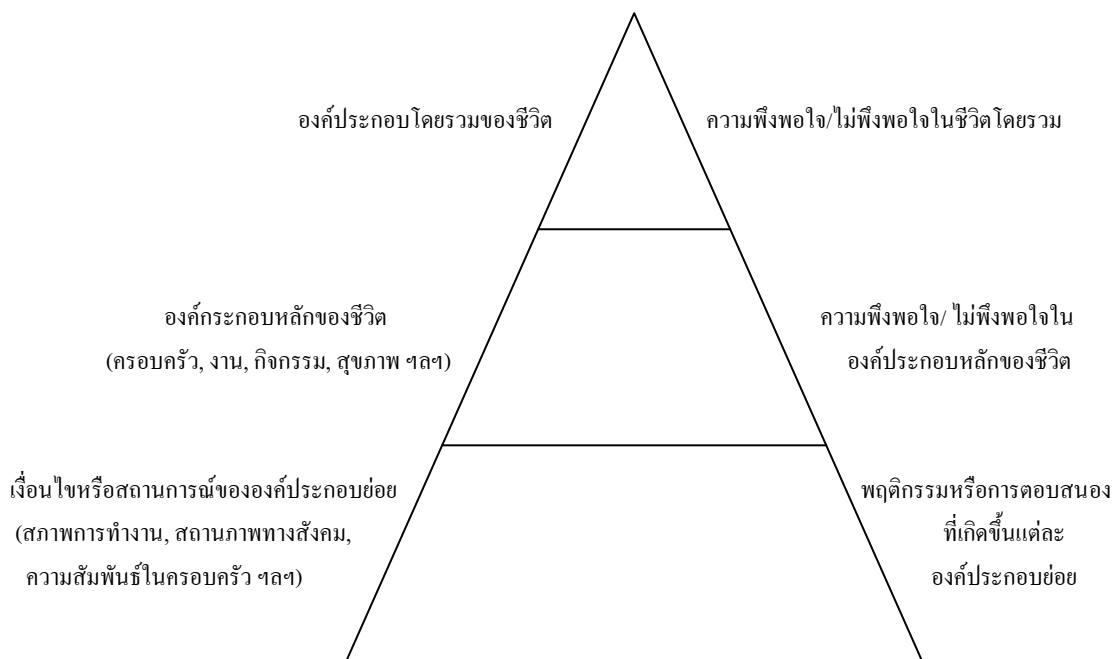 องค์ประกอบโดยรวมของชีวิต
ความพึงพอใจ/ไม่พึงพอใจในชีวิตโดยรวม
องค์กระกอบหลักของชีวิต
(ครอบครัว, งาน, กิจกรรม, สุขภาพ ฯลฯ)
ความพึงพอใจ/ ไม่พึงพอใจใน
องค์ประกอบหลักของชีวิต
เงื่อนไขหรือสถานการณ์ขององค์ประกอบย่อย
(สภาพการทำงาน, สถานภาพทางสังคม,
ความสัมพันธ์ในครอบครัว ฯลฯ)
พฤติกรรมหรือการตอบสนอง
ที่เกิดขึ้นแต่ละ
องค์ประกอบย่อย